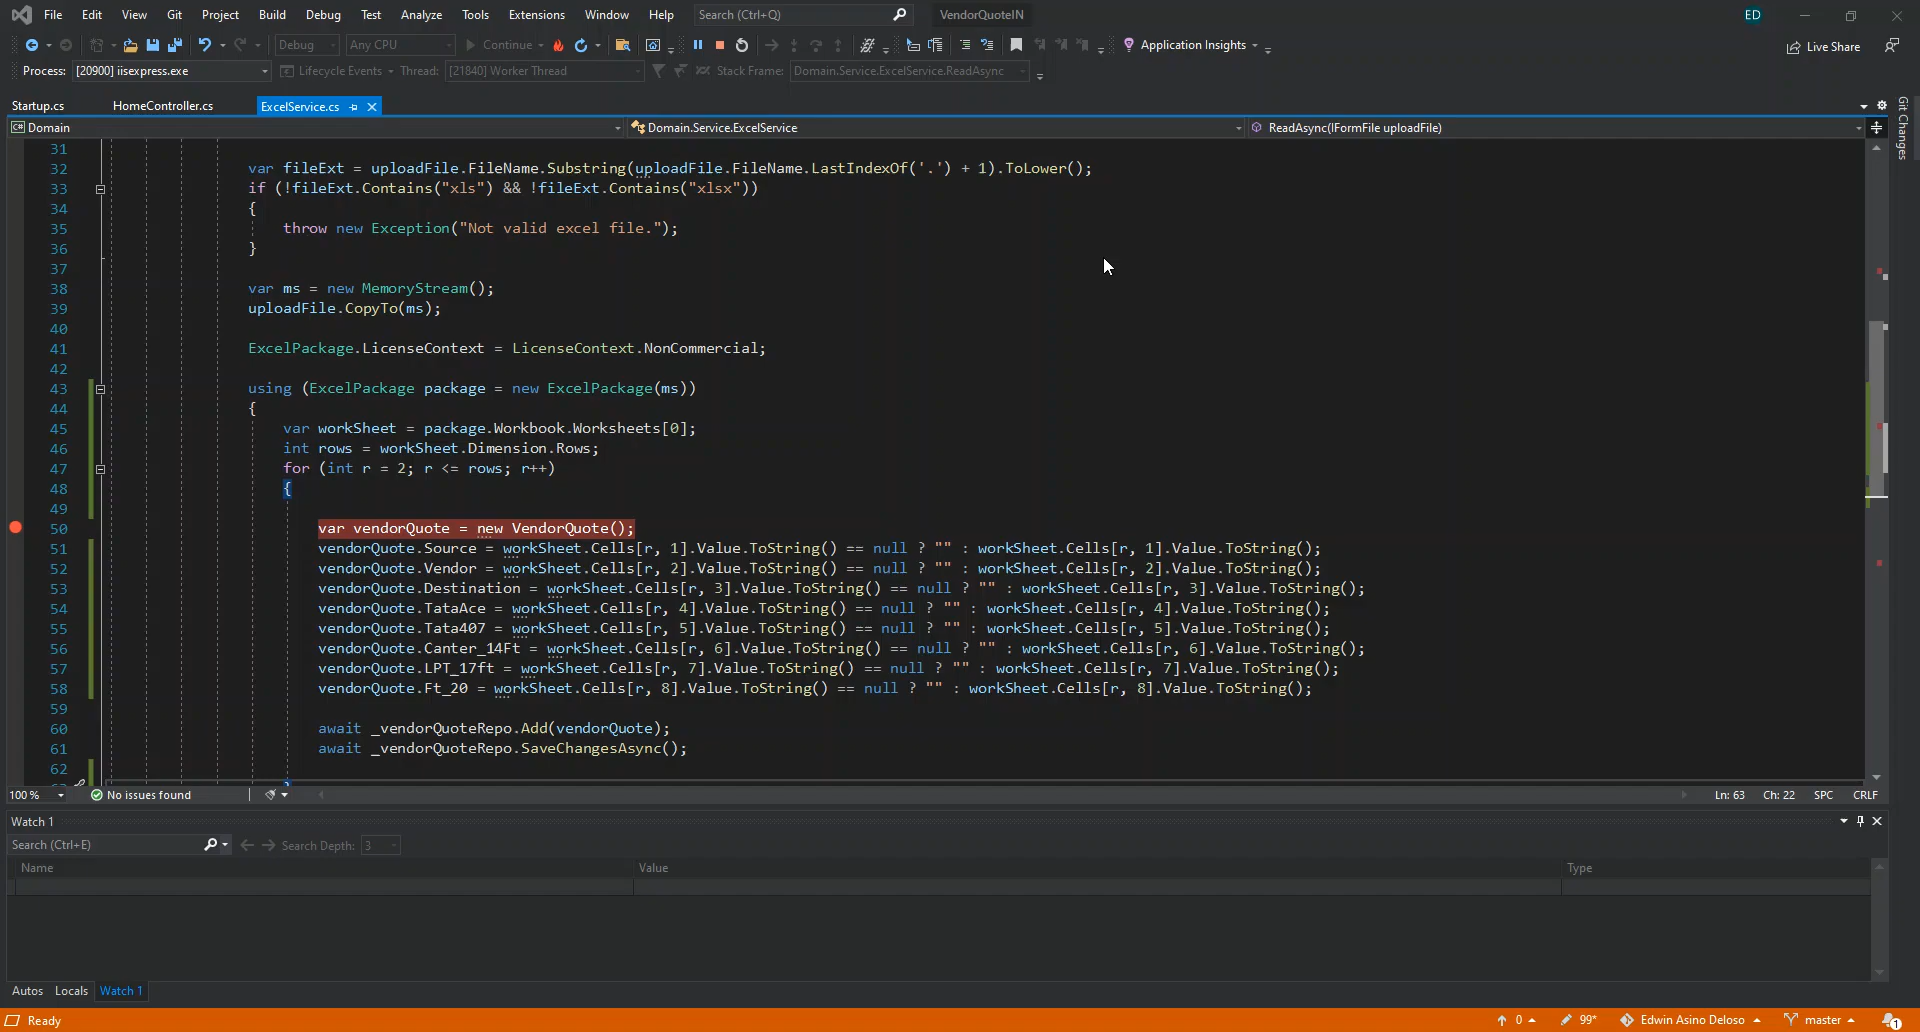 File Edit View Git Project Build Debug Test Analyze Tools Extensions Window Help Search (Ctrl+Q) VendorQuoteIN ED
Debug Any CPU Continue Application Insights Live Share
Process: [20900] iisexpress.exe Lifecycle Events Thread: [21840] Worker Thread Stack Frame: Domain.Service.ExcelService.ReadAsync
Startup.cs HomeController.cs ExcelService.cs
C# Domain Domain.Service.ExcelService ReadAsync(IFormFile uploadFile)
Git Changes
31
32 var fileExt = uploadFile.FileName.Substring(uploadFile.FileName.LastIndexOf('.') + 1).ToLower();
33 if (!fileExt.Contains("xls") && !fileExt.Contains("xlsx"))
34 {
35 throw new Exception("Not valid excel file.");
36 }
37
38 var ms = new MemoryStream();
39 uploadFile.CopyTo(ms);
40
41 ExcelPackage.LicenseContext = LicenseContext.NonCommercial;
42
43 using (ExcelPackage package = new ExcelPackage(ms))
44 {
45 var workSheet = package.Workbook.Worksheets[0];
46 int rows = workSheet.Dimension.Rows;
47 for (int r = 2; r <= rows; r++)
48 {
49
50 var vendorQuote = new VendorQuote();
51 vendorQuote.Source = workSheet.Cells[r, 1].Value.ToString() == null ? "" : workSheet.Cells[r, 1].Value.ToString();
52 vendorQuote.Vendor = workSheet.Cells[r, 2].Value.ToString() == null ? "" : workSheet.Cells[r, 2].Value.ToString();
53 vendorQuote.Destination = workSheet.Cells[r, 3].Value.ToString() == null ? "" : workSheet.Cells[r, 3].Value.ToString();
54 vendorQuote.TataAce = workSheet.Cells[r, 4].Value.ToString() == null ? "" : workSheet.Cells[r, 4].Value.ToString();
55 vendorQuote.Tata407 = workSheet.Cells[r, 5].Value.ToString() == null ? "" : workSheet.Cells[r, 5].Value.ToString();
56 vendorQuote.Canter_14Ft = workSheet.Cells[r, 6].Value.ToString() == null ? "" : workSheet.Cells[r, 6].Value.ToString();
57 vendorQuote.LPT_17ft = workSheet.Cells[r, 7].Value.ToString() == null ? "" : workSheet.Cells[r, 7].Value.ToString();
58 vendorQuote.Ft_20 = workSheet.Cells[r, 8].Value.ToString() == null ? "" : workSheet.Cells[r, 8].Value.ToString();
59
60 await _vendorQuoteRepo.Add(vendorQuote);
61 await _vendorQuoteRepo.SaveChangesAsync();
62
100 % No issues found Ln: 63 Ch: 22 SPC CRLF
Watch 1
Search (Ctrl+E) Search Depth: 3
Name Value Type
Autos Locals Watch 1
Ready 0 99* Edwin Asino Deloso master 1